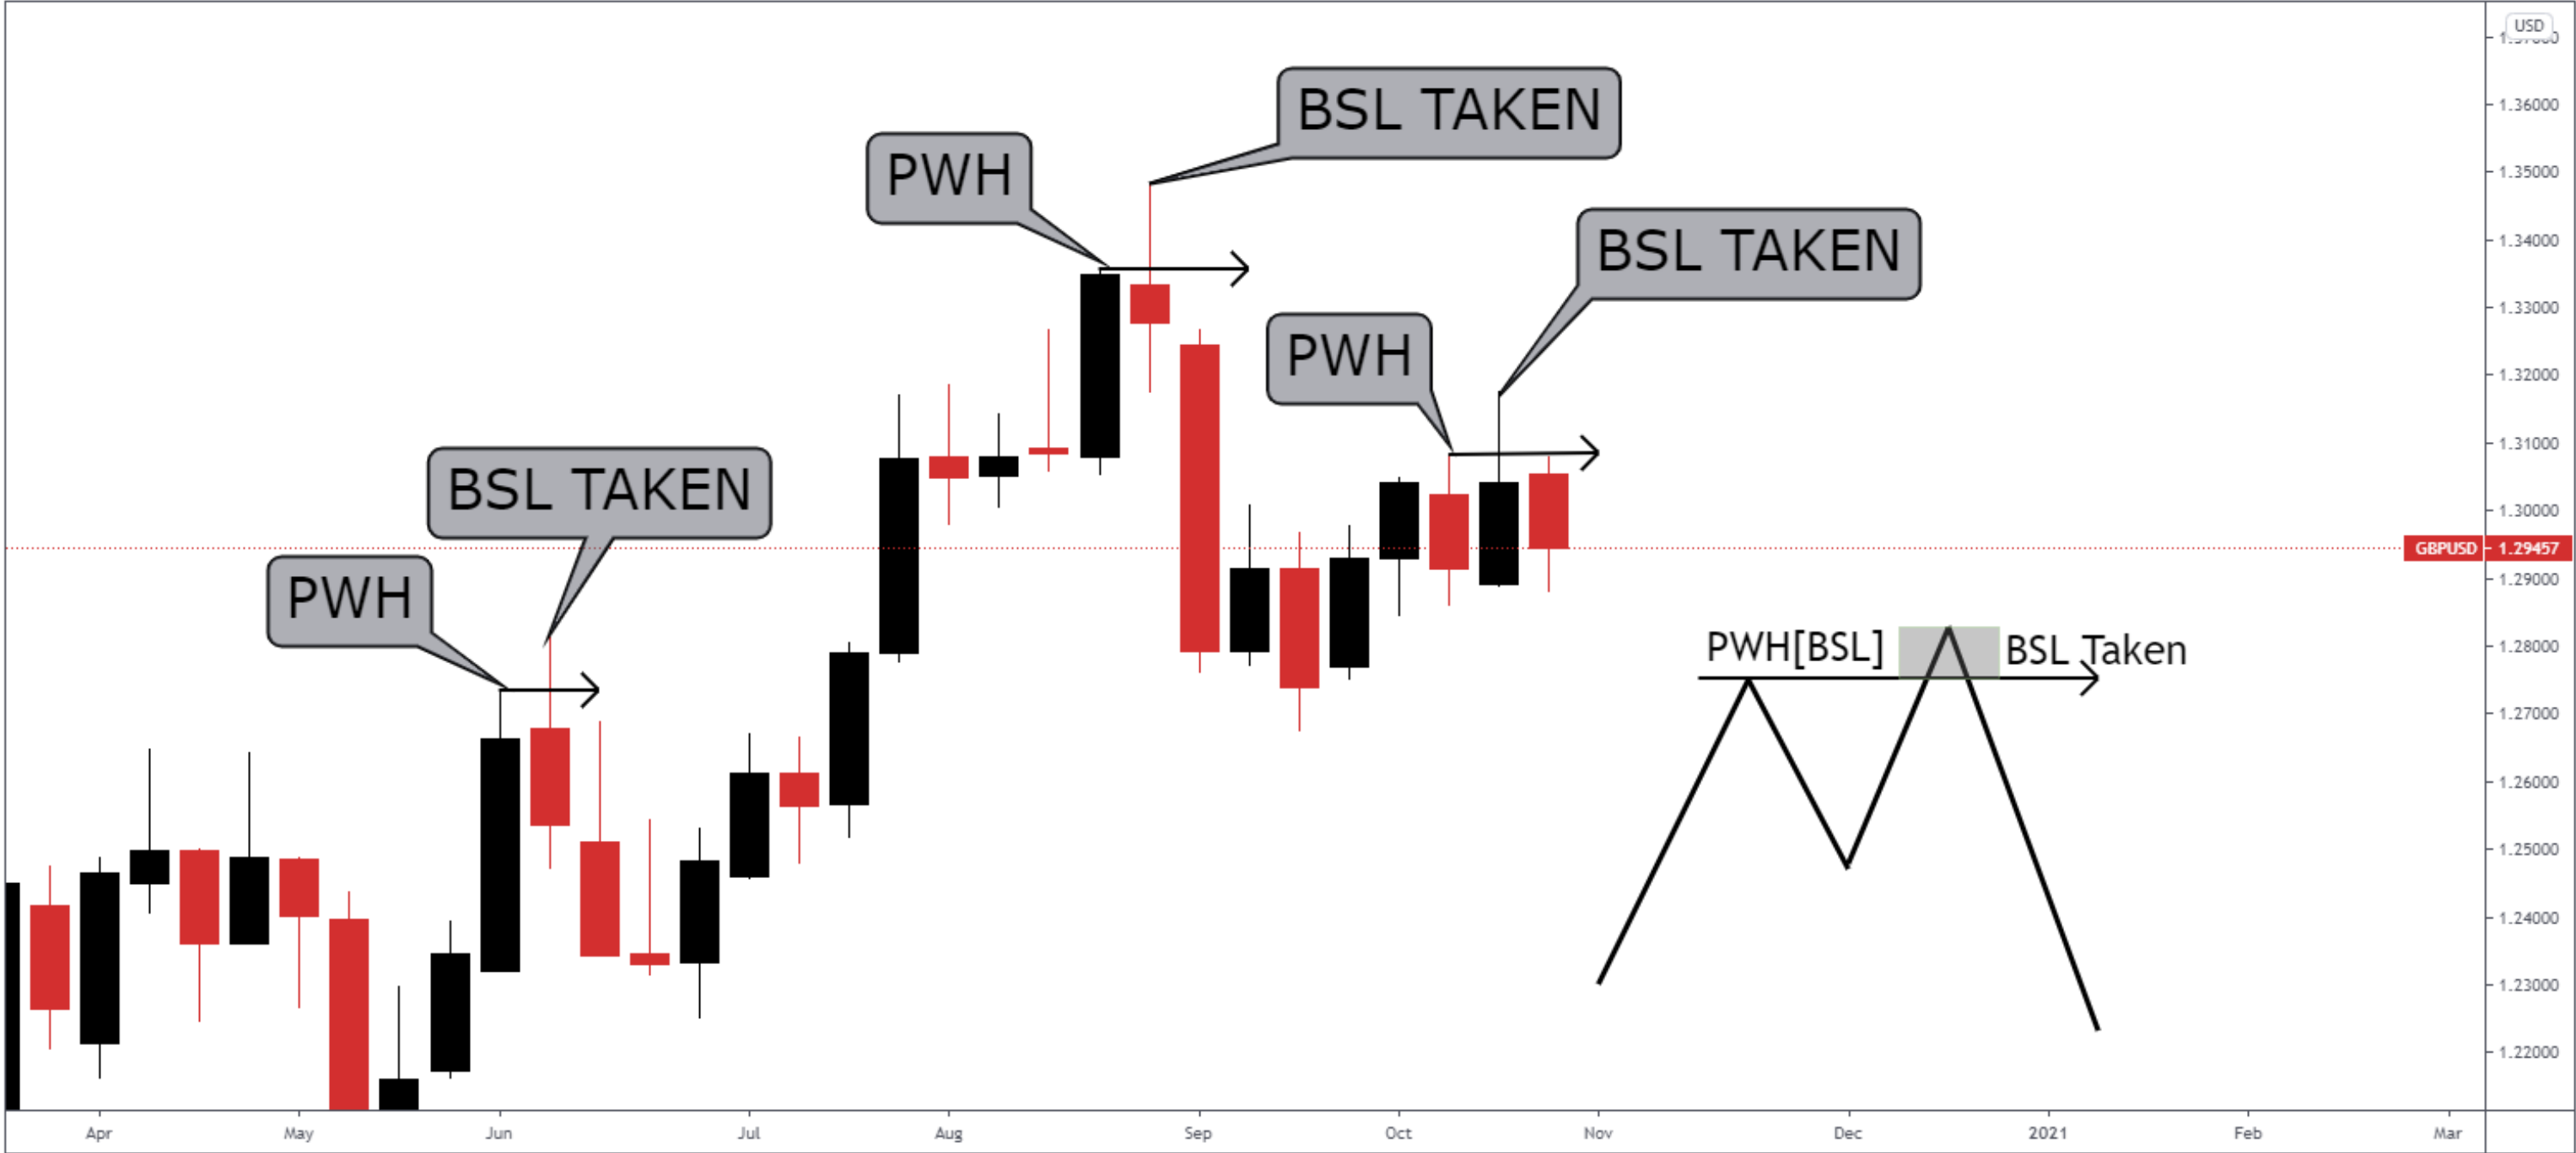 USD
1.36000
BSL TAKEN
PWH
1.35000
BSL TAKEN
1.34000
1.33000
PWH
1.32000
1.31000
BSL TAKEN
1.30000
GBPUSD 1.29457
PWH
1.29000
1.28000
PWH[BSL] BSL Taken
1.27000
1.26000
1.25000
1.24000
1.23000
1.22000
Apr May Jun Jul Aug Sep Oct Nov Dec 2021 Feb Mar